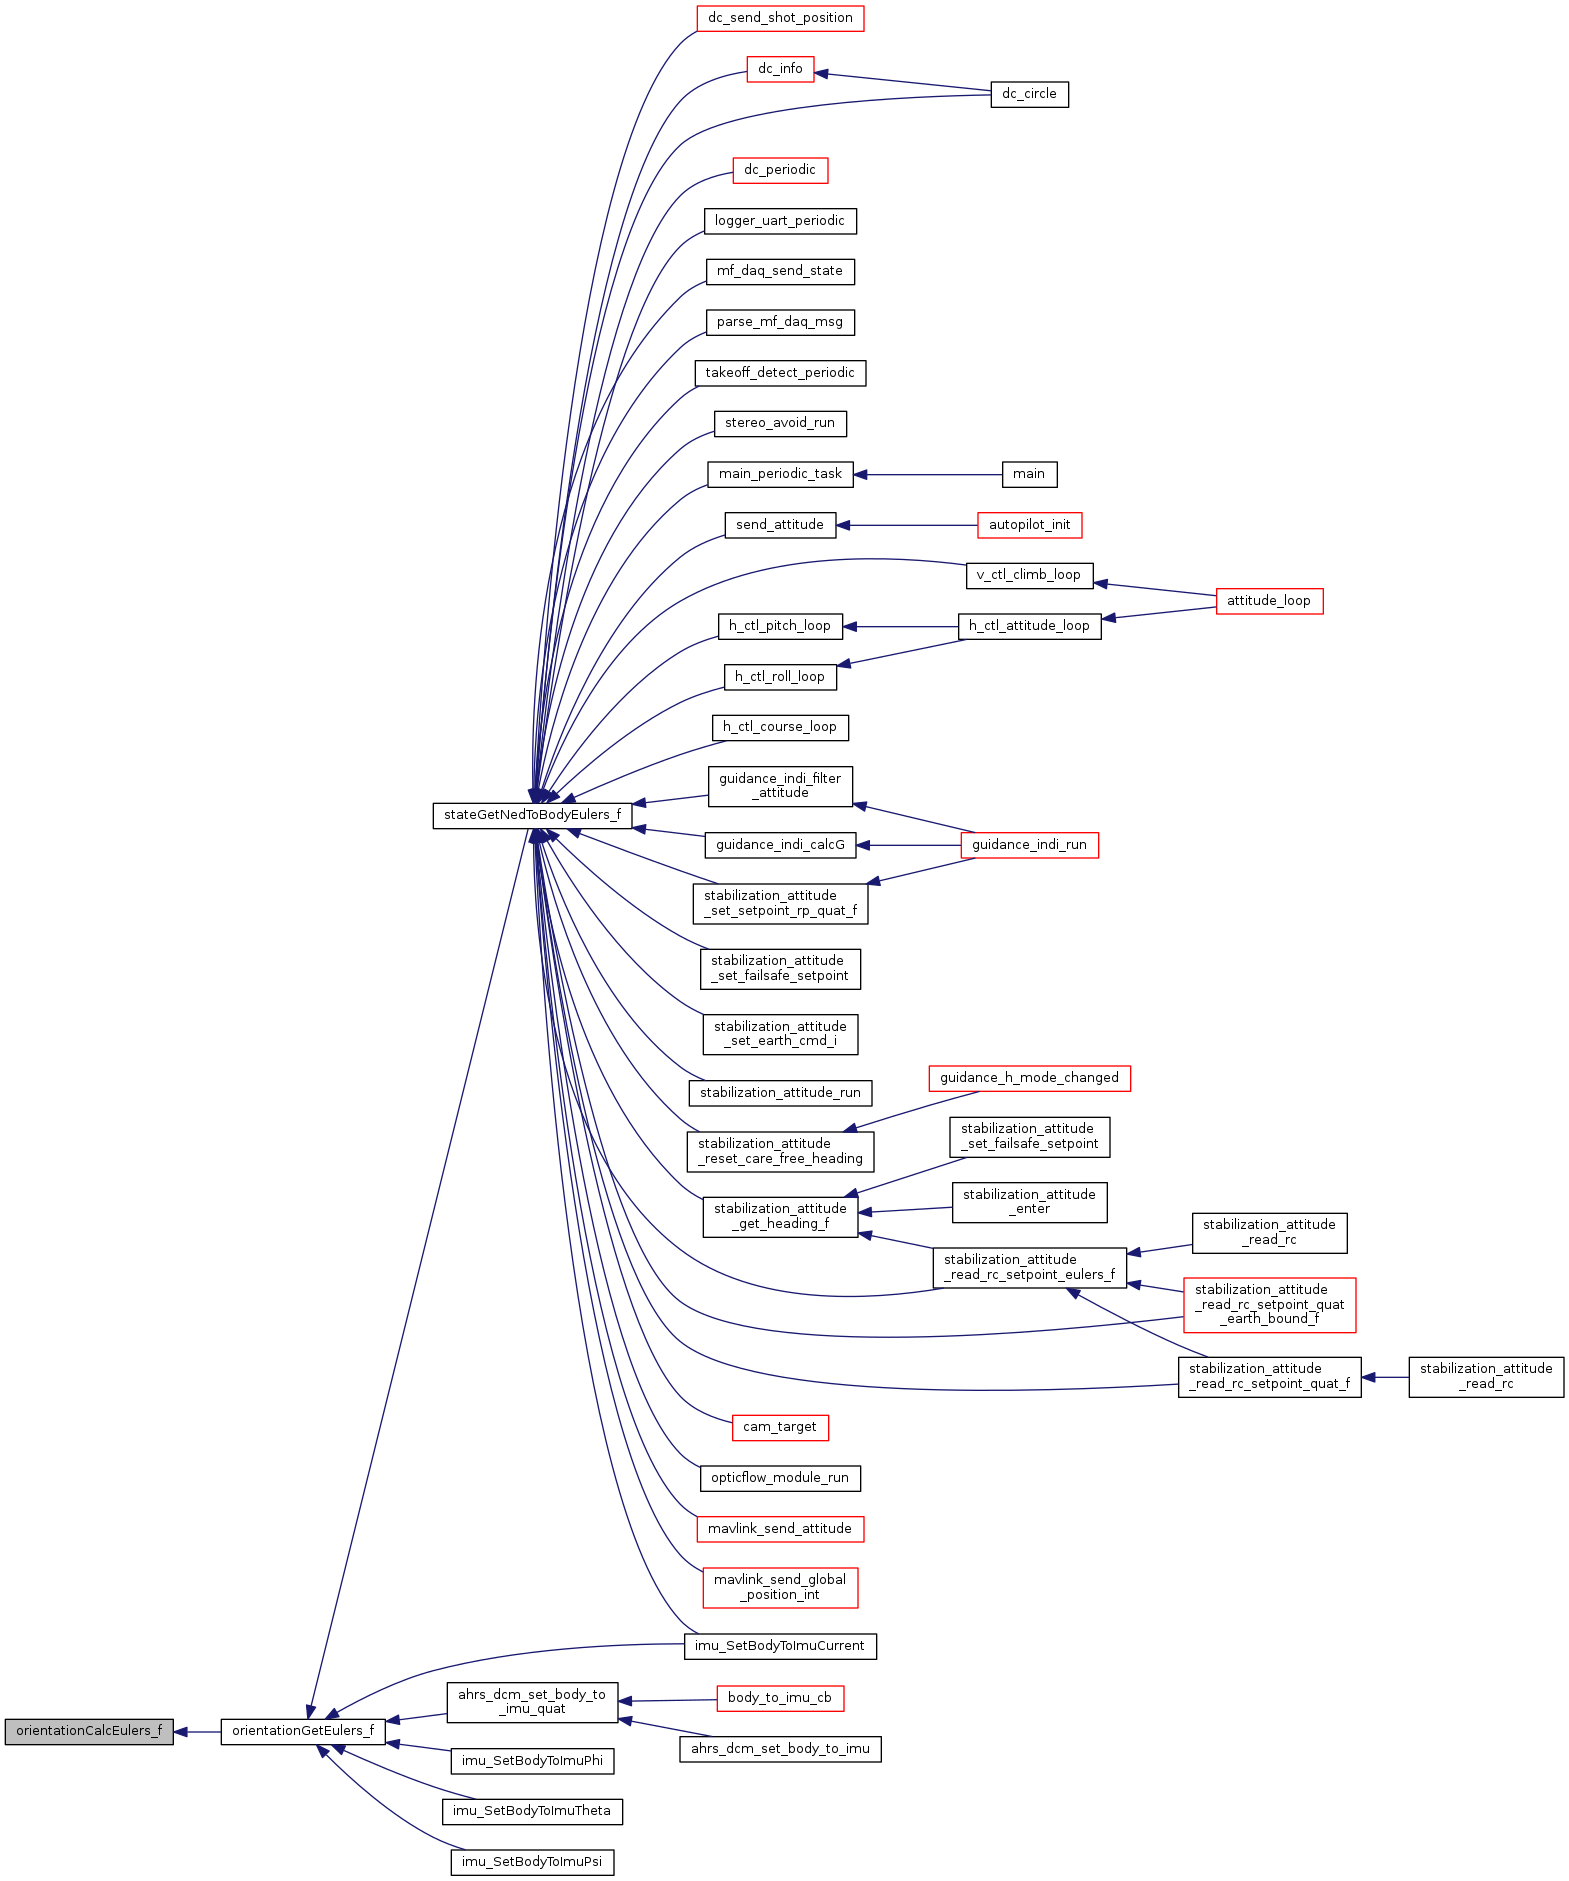 dc_send_shot_position
dc_info
dc_circle
dc_periodic
logger_uart_periodic
mf_daq_send_state
parse_mf_daq_msg
takeoff_detect_periodic
stereo_avoid_run
main_periodic_task
main
send_attitude
autopilot_init
v_ctl_climb_loop
attitude_loop
h_ctl_pitch_loop
h_ctl_attitude_loop
h_ctl_roll_loop
h_ctl_course_loop
guidance_indi_filter
_attitude
stateGetNedToBodyEulers_f
guidance_indi_calcG
guidance_indi_run
stabilization_attitude
_set_setpoint_rp_quat_f
stabilization_attitude
_set_failsafe_setpoint
stabilization_attitude
_set_earth_cmd_i
stabilization_attitude_run
guidance_h_mode_changed
stabilization_attitude
_reset_care_free_heading
stabilization_attitude
_set_failsafe_setpoint
stabilization_attitude
_enter
stabilization_attitude
_get_heading_f
stabilization_attitude
_read_rc
stabilization_attitude
_read_rc_setpoint_eulers_f
stabilization_attitude
_read_rc_setpoint_quat
_earth_bound_f
stabilization_attitude
_read_rc_setpoint_quat_f
stabilization_attitude
_read_rc
cam_target
opticflow_module_run
mavlink_send_attitude
mavlink_send_global
_position_int
imu_SetBodyToImuCurrent
ahrs_dcm_set_body_to
_imu_quat
body_to_imu_cb
orientationCalcEulers_f
orientationGetEulers_f
ahrs_dcm_set_body_to_imu
imu_SetBodyToImuPhi
imu_SetBodyToImuTheta
imu_SetBodyToImuPsi